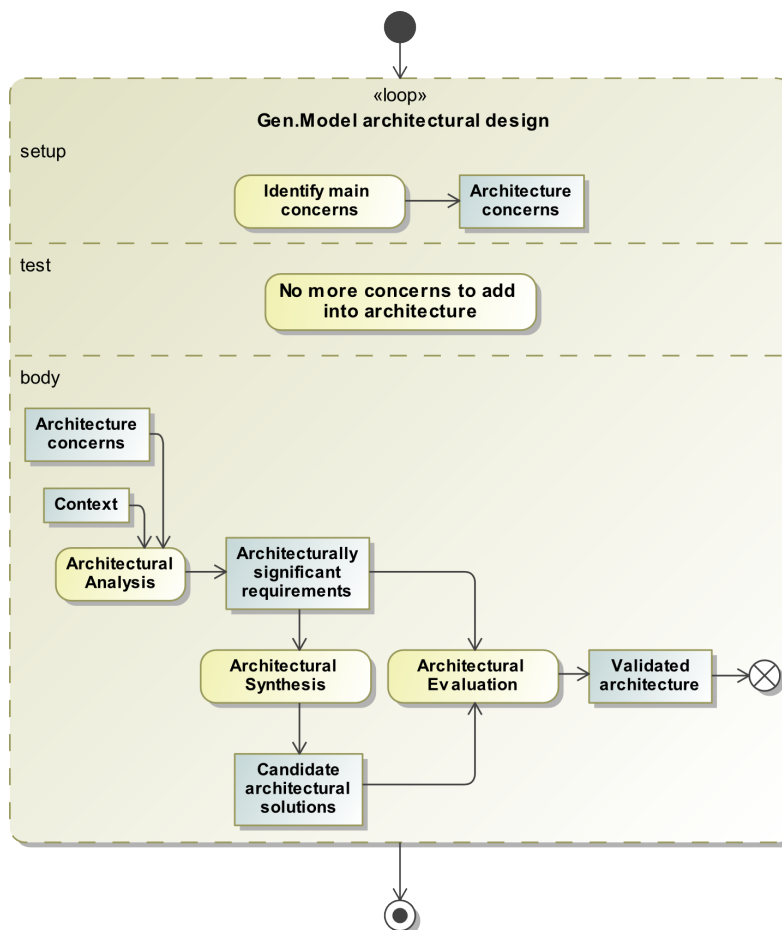 «loop»
Gen.Model architectural design
setup
Identify main
concerns
Architecture
concerns
test
No more concerns to add
into architecture
body
Architecture
concerns
Context
Architectural
Analysis
Architecturally
significant
requirements
Architectural
Synthesis
Architectural
Evaluation
Validated
architecture
Candidate
architectural
solutions